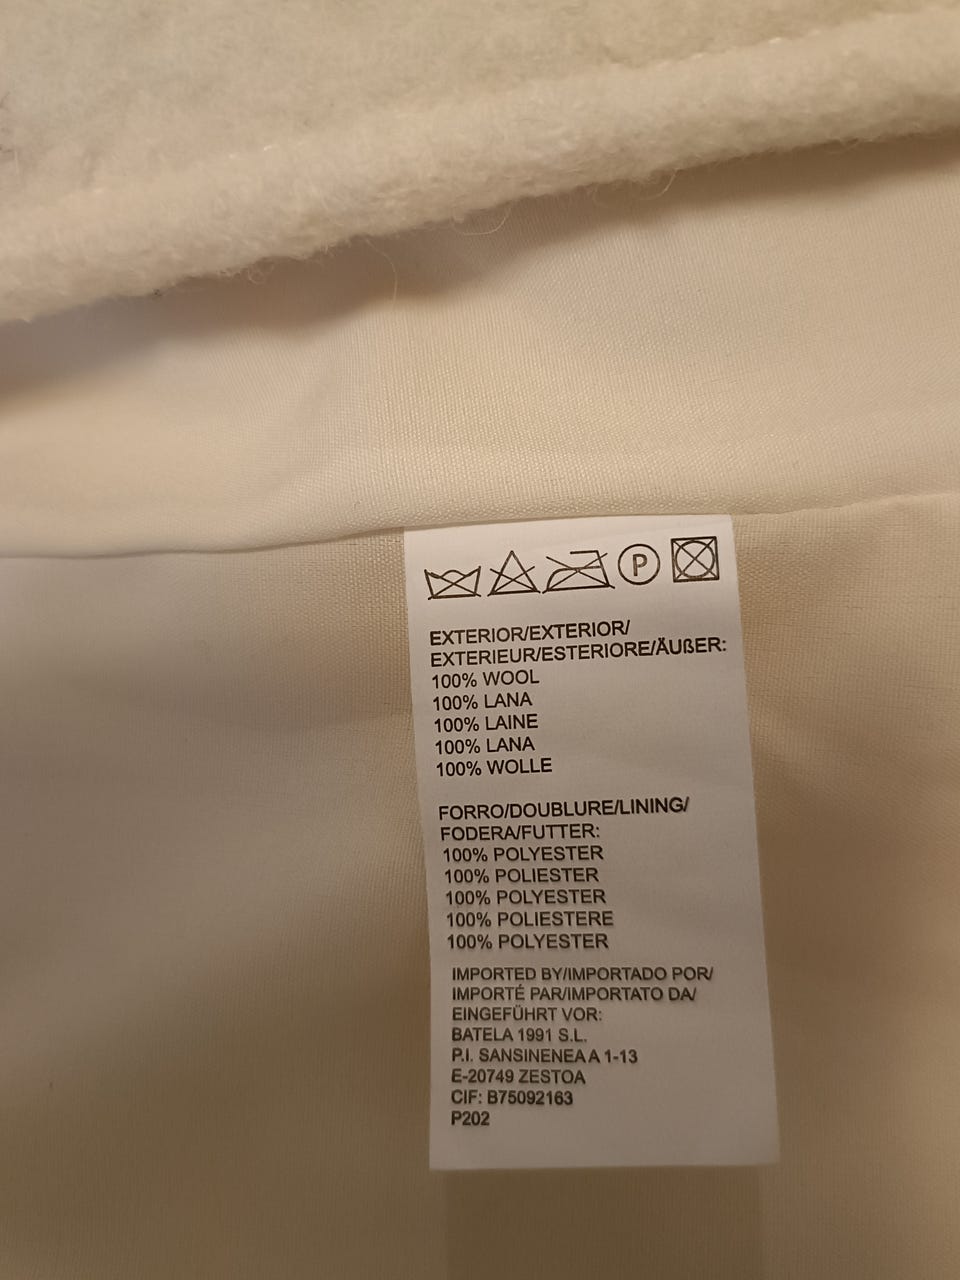 P
EXTERIOR/EXTERIOR/
EXTERIEUR/ESTERIORE/ÄUßER:
100% WOOL
100% LANA
100% LAINE
100% LANA
100% WOLLE
FORRO/DOUBLURE/LINING/
FODERA/FUTTER:
100% POLYESTER
100% POLIESTER
100% POLYESTER
100% POLIESTERE
100% POLYESTER
IMPORTED BY/IMPORTADO POR/
IMPORTÉ PAR/IMPORTATO DA/
EINGEFÜHRT VOR:
BATELA 1991 S.L.
P.I. SANSINENEA A 1-13
E-20749 ZESTOA
CIF: B75092163
P202